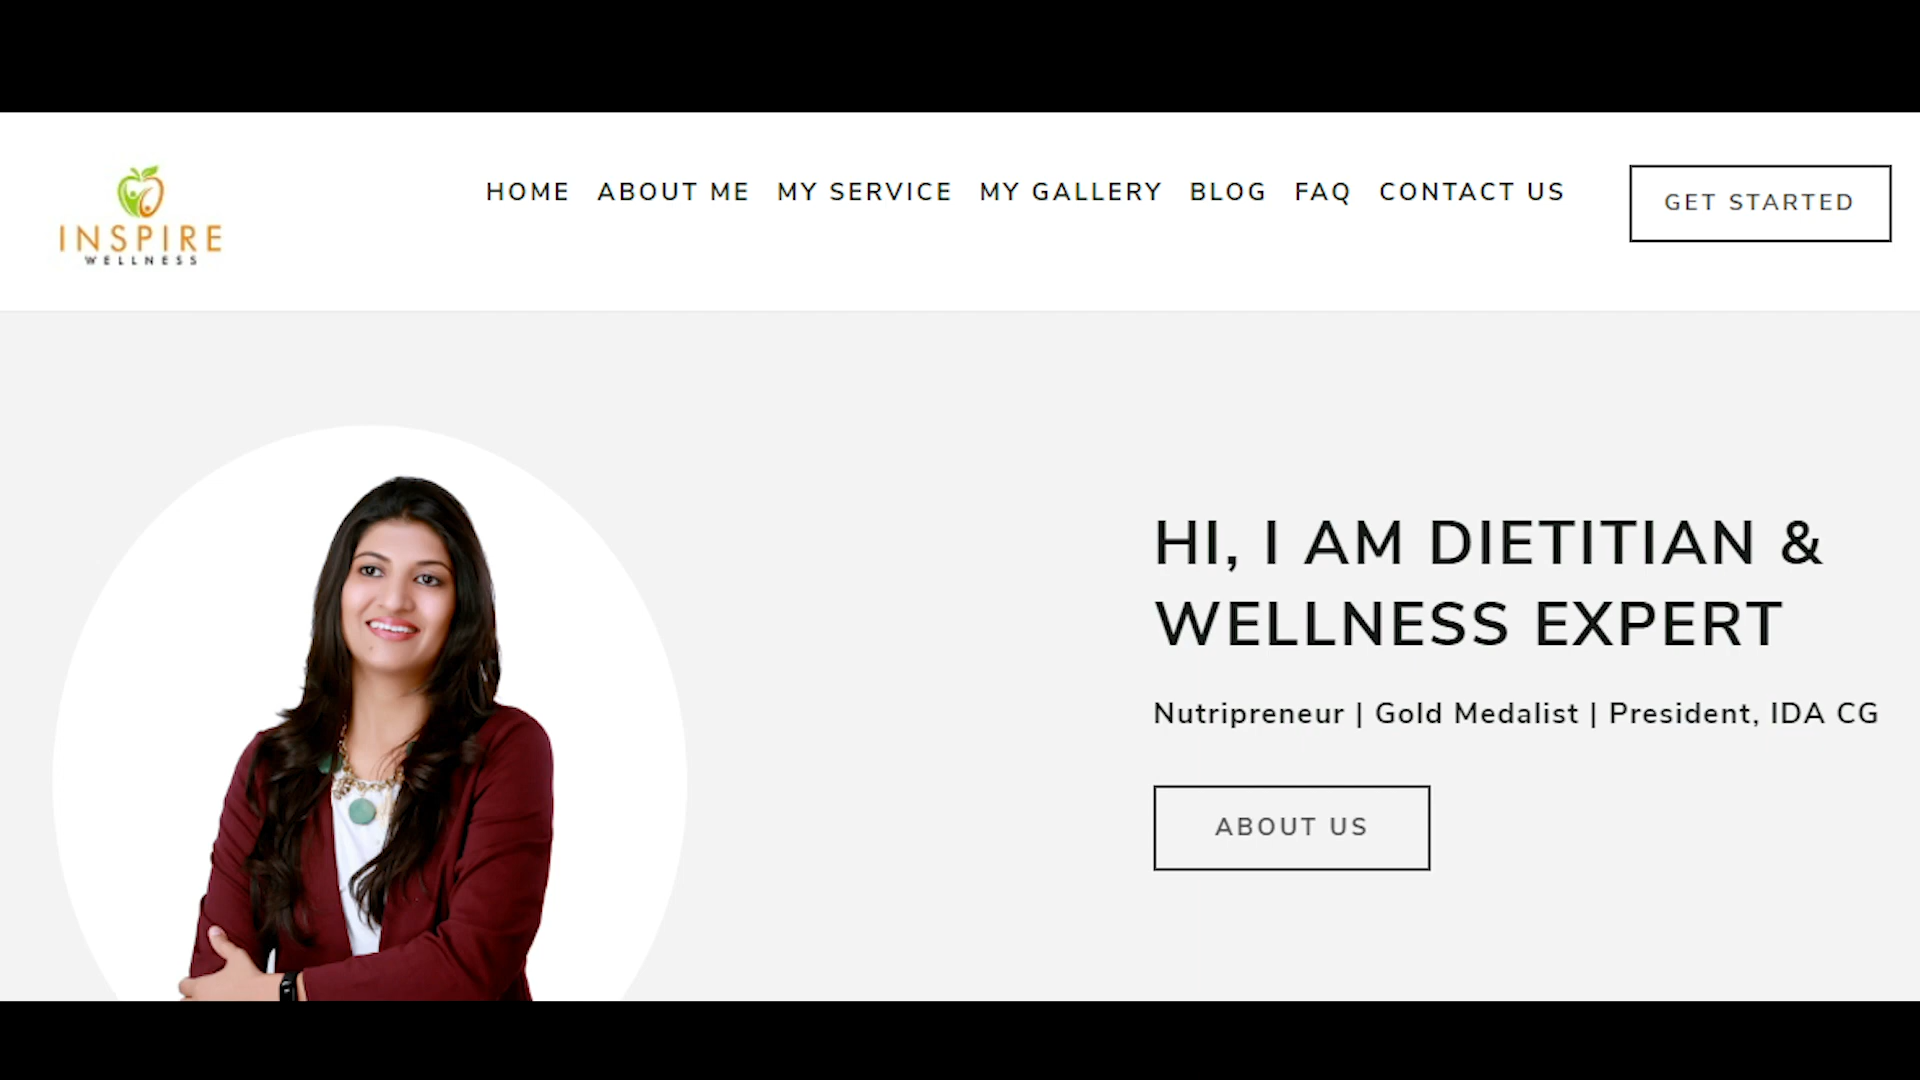 INSPIRE
WELLNESS
HOME ABOUT ME MY SERVICE MY GALLERY BLOG FAQ CONTACT US
GET STARTED
HI, I AM DIETITIAN &
WELLNESS EXPERT
Nutripreneur | Gold Medalist | President, IDA CG
ABOUT US